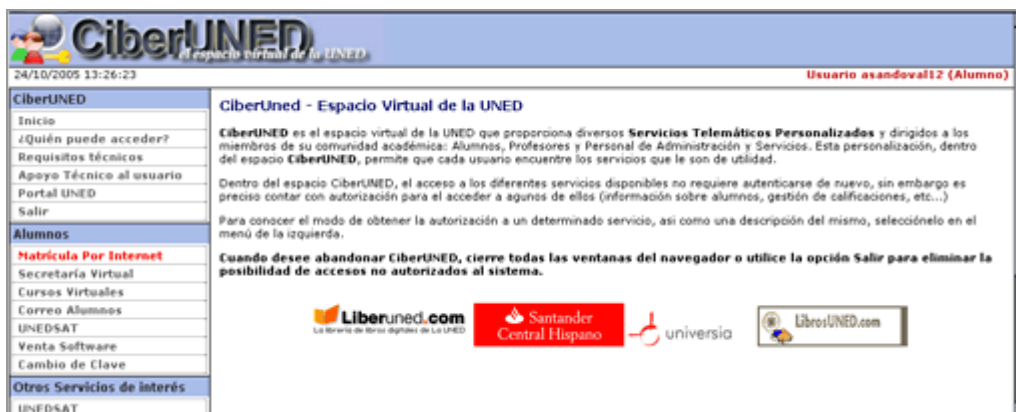 CiberUNED
el espacio virtual de la UNED
24/10/2005 13:26:23
Usuario asandoval12 (Alumno)
CiberUNED
Inicio
¿Quién puede acceder?
Requisitos técnicos
Apoyo Técnico al usuario
Portal UNED
Salir
Alumnos
Matrícula Por Internet
Secretaría Virtual
Cursos Virtuales
Correo Alumnos
UNEDSAT
Venta Software
Cambio de Clave
Otros Servicios de interés
UNEDSAT
CiberUned - Espacio Virtual de la UNED
CiberUNED es el espacio virtual de la UNED que proporciona diversos Servicios Telemáticos Personalizados y dirigidos a los
miembros de su comunidad académica: Alumnos, Profesores y Personal de Administración y Servicios. Esta personalización, dentro
del espacio CiberUNED, permite que cada usuario encuentre los servicios que le son de utilidad.
Dentro del espacio CiberUNED, el acceso a los diferentes servicios disponibles no requiere autenticarse de nuevo, sin embargo es
preciso contar con autorización para el acceder a agunos de ellos (información sobre alumnos, gestión de calificaciones, etc...)
Para conocer el modo de obtener la autorización a un determinado servicio, asi como una descripción del mismo, selecciónelo en el
menú de la izquierda.
Cuando desee abandonar CiberUNED, cierre todas las ventanas del navegador o utilice la opción Salir para eliminar la
posibilidad de accesos no autorizados al sistema.
Liberuned.com
La librería de libros digitales de La UNED
Santander
Central Hispano
universia
LibrosUNED.com